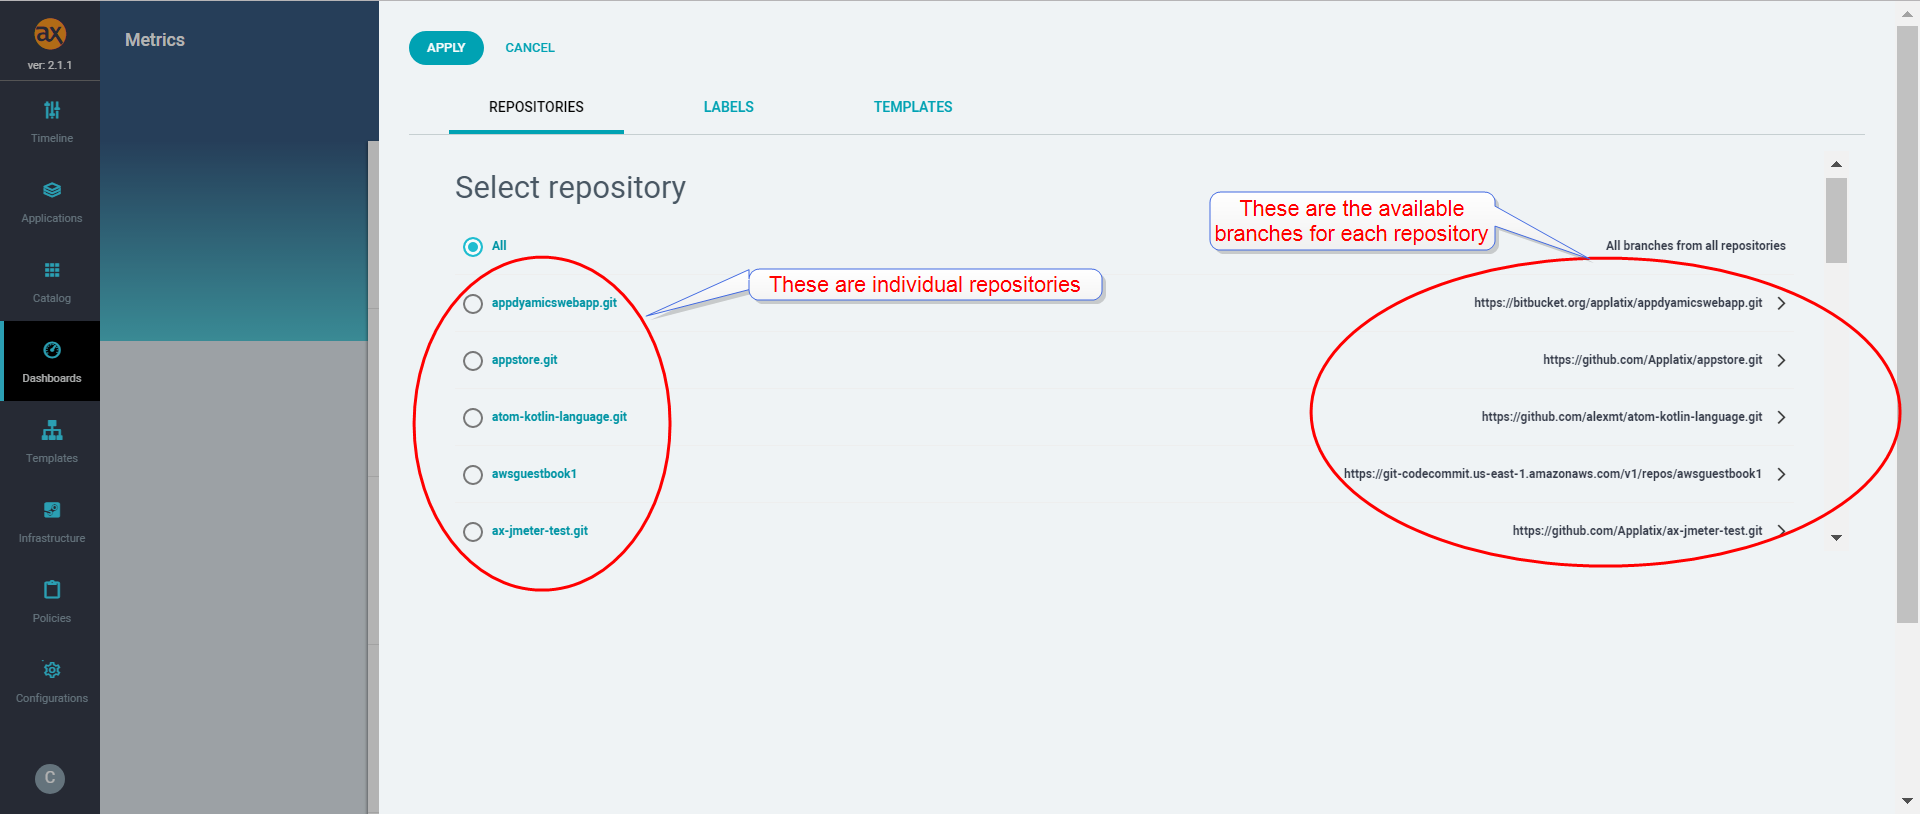 ax
ver: 2.1.1
Timeline
Applications
Catalog
Dashboards
Templates
Infrastructure
Policies
Configurations
C
Metrics
APPLY CANCEL
REPOSITORIES LABELS TEMPLATES
Select repository
These are the available
branches for each repository
All All branches from all repositories
These are individual repositories
appdyamicswebapp.git https://bitbucket.org/applatix/appdyamicswebapp.git
appstore.git https://github.com/Applatix/appstore.git
atom-kotlin-language.git https://github.com/alexmt/atom-kotlin-language.git
awsguestbook1 https://git-codecommit.us-east-1.amazonaws.com/v1/repos/awsguestbook1
ax-jmeter-test.git https://github.com/Applatix/ax-jmeter-test.git